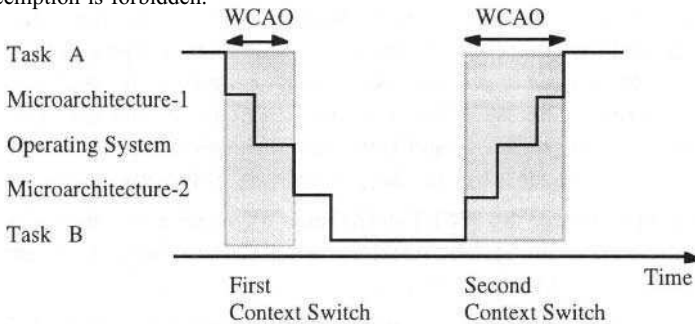 WCAO WCAO
Task A
Microarchitecture-1
Operating System
Microarchitecture-2
Task B
Time
First Second
Context Switch Context Switch